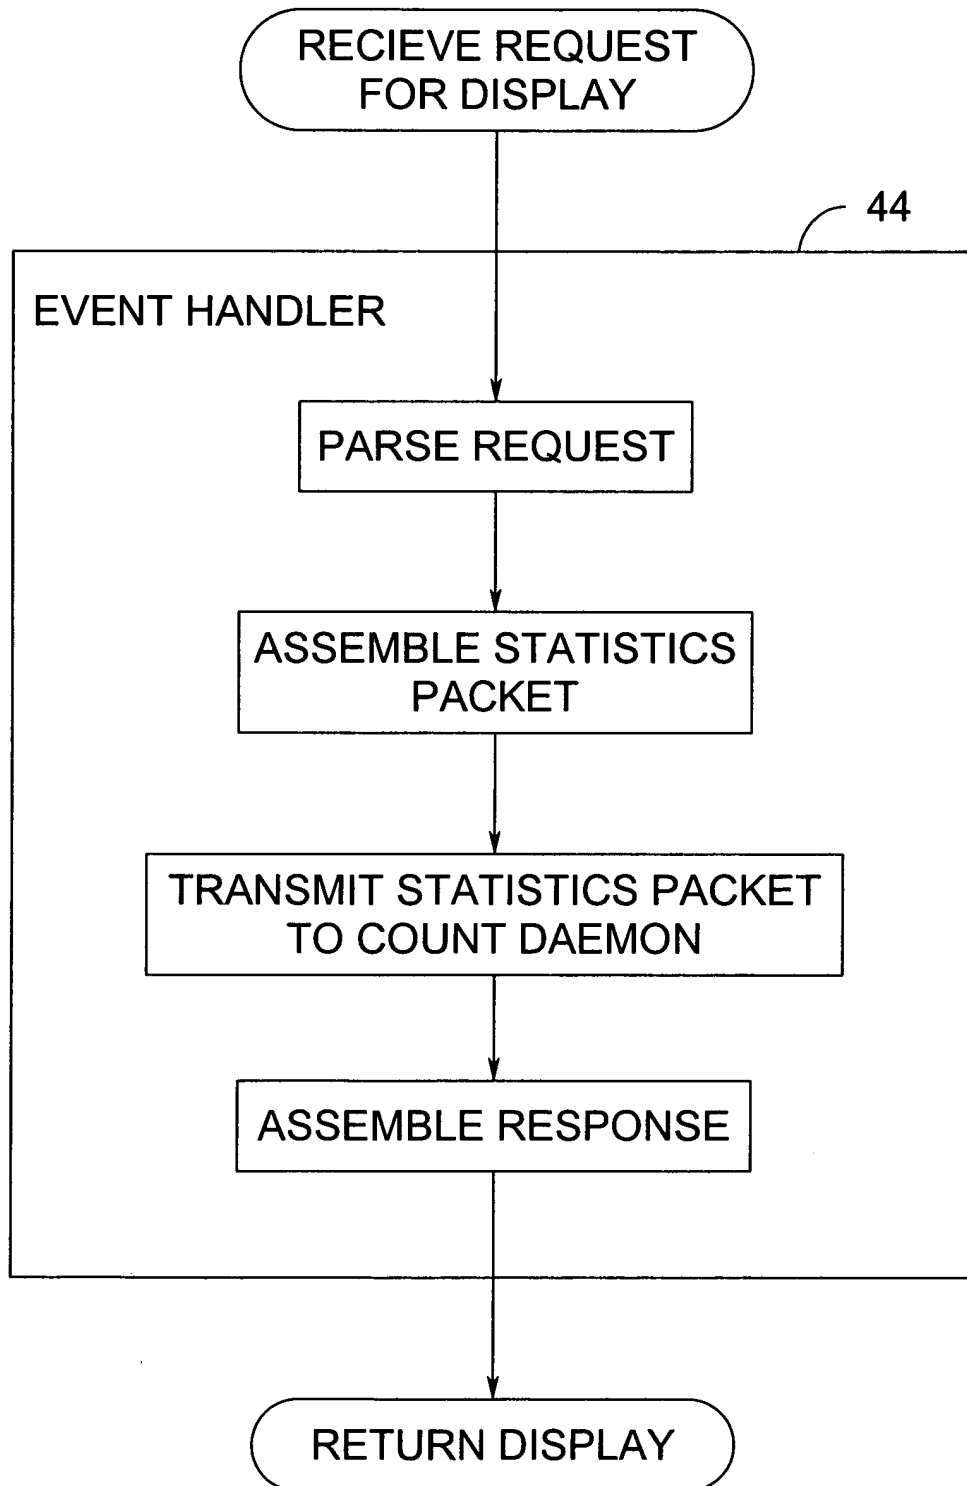 RECIEVE REQUEST
FOR DISPLAY
44
EVENT HANDLER
PARSE REQUEST
ASSEMBLE STATISTICS
PACKET
TRANSMIT STATISTICS PACKET
TO COUNT DAEMON
ASSEMBLE RESPONSE
RETURN DISPLAY